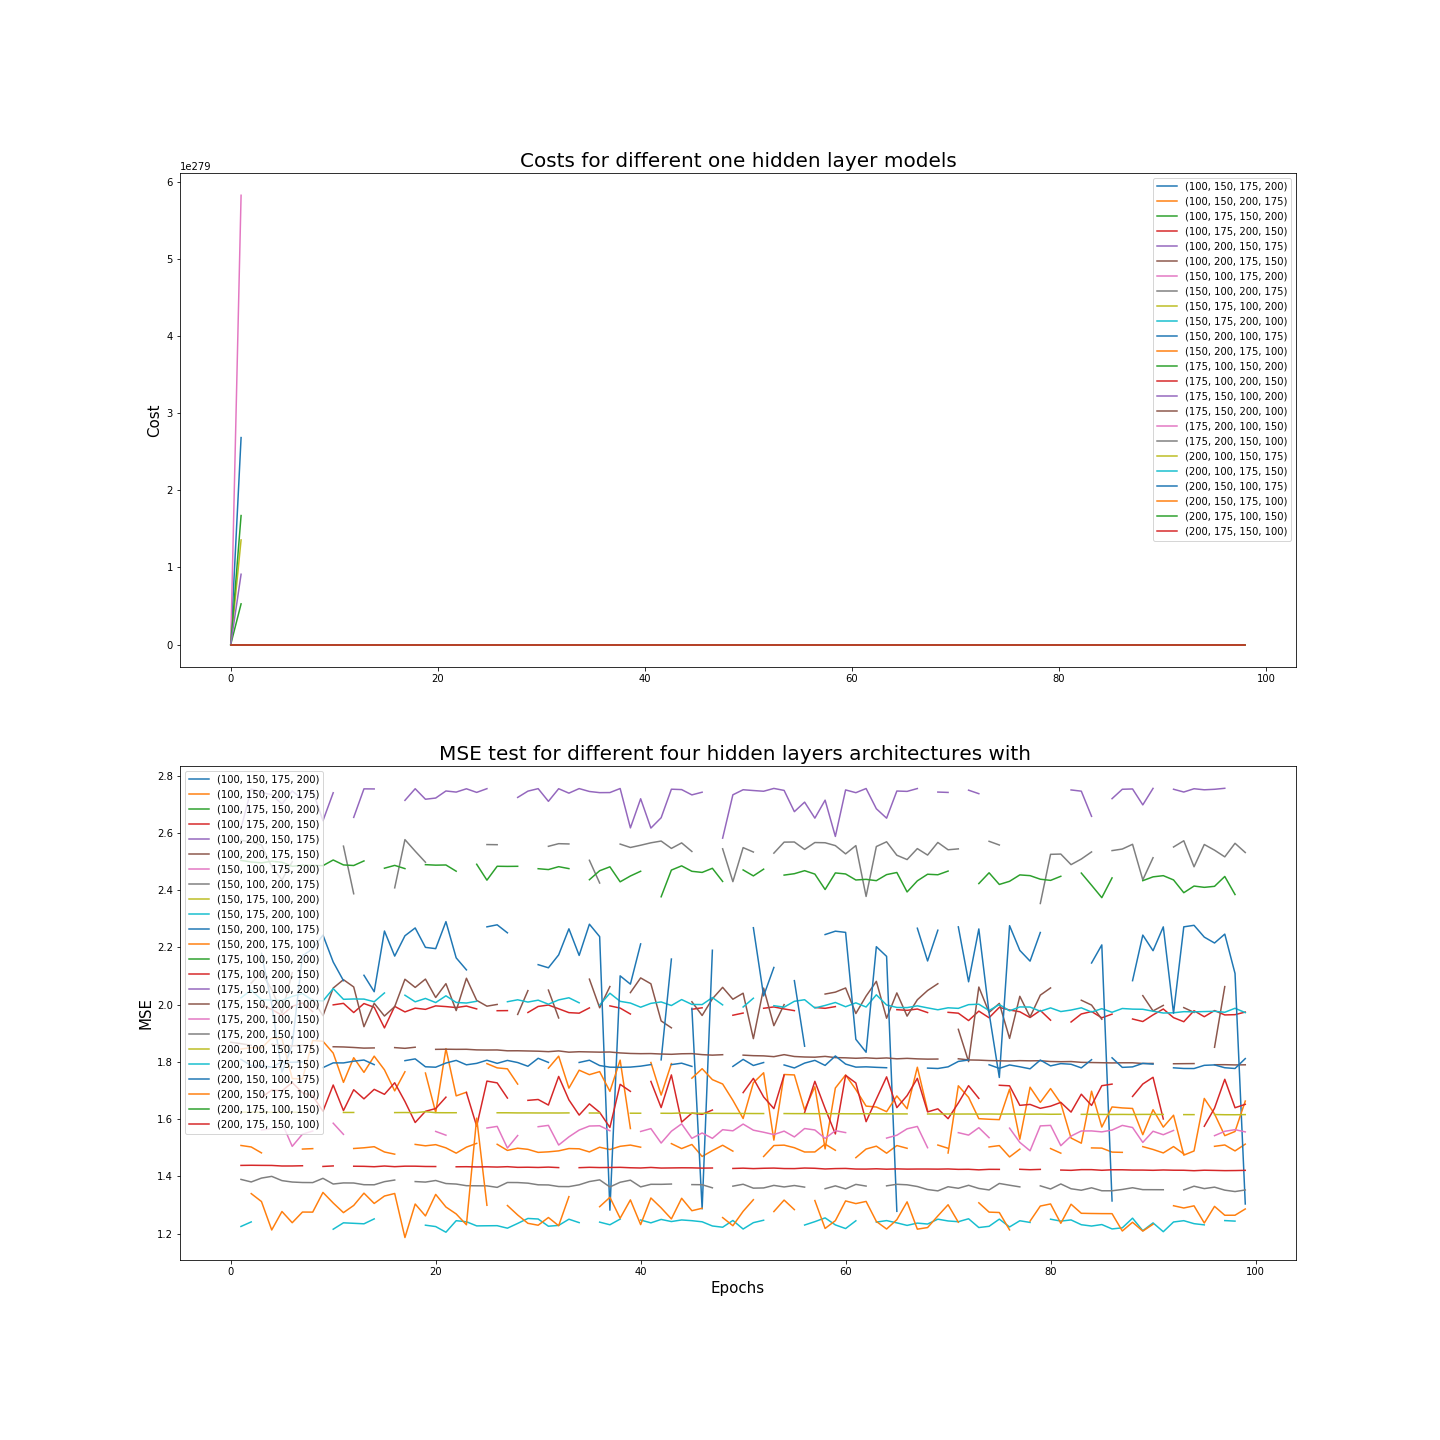 Costs for different one hidden layer models
1e279
6
5
4
3
2
1
0
Cost
0 20 40 60 80 100
(100, 150, 175, 200)
(100, 150, 200, 175)
(100, 175, 150, 200)
(100, 175, 200, 150)
(100, 200, 150, 175)
(100, 200, 175, 150)
(150, 100, 175, 200)
(150, 100, 200, 175)
(150, 175, 100, 200)
(150, 175, 200, 100)
(150, 200, 100, 175)
(150, 200, 175, 100)
(175, 100, 150, 200)
(175, 100, 200, 150)
(175, 150, 100, 200)
(175, 150, 200, 100)
(175, 200, 100, 150)
(175, 200, 150, 100)
(200, 100, 150, 175)
(200, 100, 175, 150)
(200, 150, 100, 175)
(200, 150, 175, 100)
(200, 175, 100, 150)
(200, 175, 150, 100)
MSE test for different four hidden layers architectures with
2.8
2.6
2.4
2.2
2.0
1.8
1.6
1.4
1.2
MSE
(100, 150, 175, 200)
(100, 150, 200, 175)
(100, 175, 150, 200)
(100, 175, 200, 150)
(100, 200, 150, 175)
(100, 200, 175, 150)
(150, 100, 175, 200)
(150, 100, 200, 175)
(150, 175, 100, 200)
(150, 175, 200, 100)
(150, 200, 100, 175)
(150, 200, 175, 100)
(175, 100, 150, 200)
(175, 100, 200, 150)
(175, 150, 100, 200)
(175, 150, 200, 100)
(175, 200, 100, 150)
(175, 200, 150, 100)
(200, 100, 150, 175)
(200, 100, 175, 150)
(200, 150, 100, 175)
(200, 150, 175, 100)
(200, 175, 100, 150)
(200, 175, 150, 100)
0 20 40 60 80 100
Epochs